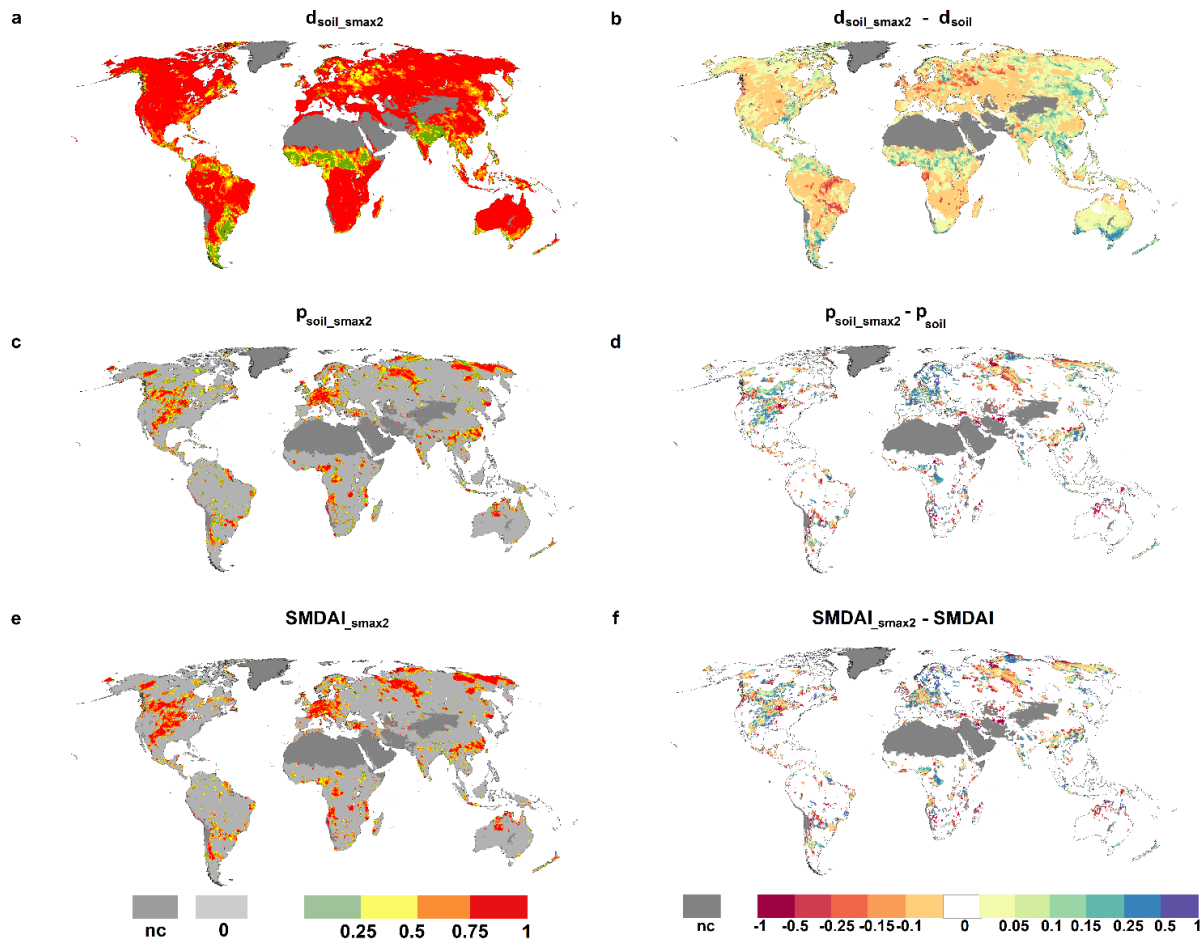 a
d_soil_smax2
b
d_soil_smax2 - d_soil
c
p_soil_smax2
d
p_soil_smax2 - p_soil
e
SMDAI_smax2
f
SMDAI_smax2 - SMDAI
nc 0 0.25 0.5 0.75 1
nc -1 -0.5 -0.25 -0.15 -0.1 0 0.05 0.1 0.15 0.25 0.5 1